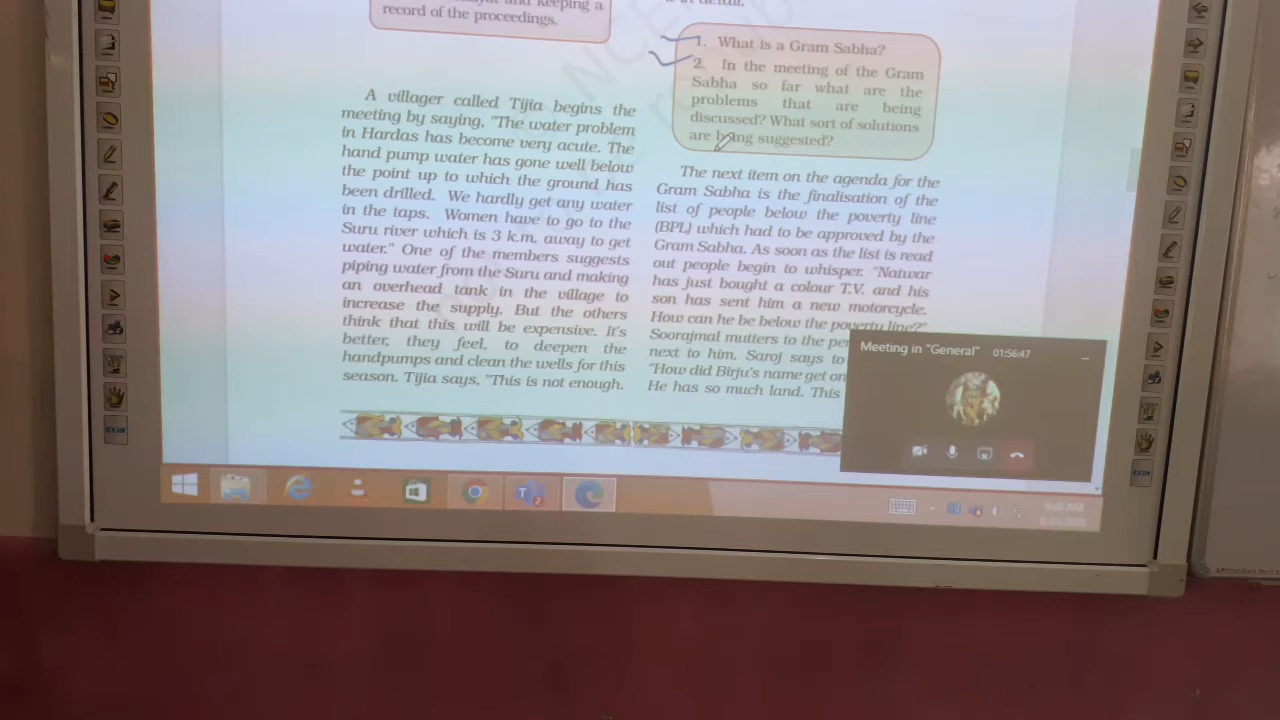 and keeping a
record of the proceedings.
A villager called Tijia begins the
meeting by saying, "The water problem
in Hardas has become very acute. The
hand pump water has gone well below
the point up to which the ground has
been drilled. We hardly get any water
in the taps. Women have to go to the
Suru river which is 3 k.m. away to get
water." One of the members suggests
piping water from the Suru and making
an overhead tank in the village to
increase the supply. But the others
think that this will be expensive. It's
better, they feel, to deepen the
handpumps and clean the wells for this
season. Tijia says, "This is not enough.
detail.
1. What is a Gram Sabha?
2. In the meeting of the Gram
Sabha so far what are the
problems that are being
discussed? What sort of solutions
are being suggested?
The next item on the agenda for the
Gram Sabha is the finalisation of the
list of people below the poverty line
(BPL) which had to be approved by the
Gram Sabha. As soon as the list is read
out people begin to whisper. "Natwar
has just bought a colour T.V. and his
son has sent him a new motorcycle.
How can he be below the poverty line?"
Soorajmal mutters to the
next to him. Saroj says to
"How did Birju's name get on
He has so much land. This
Meeting in "General" 01:56:47